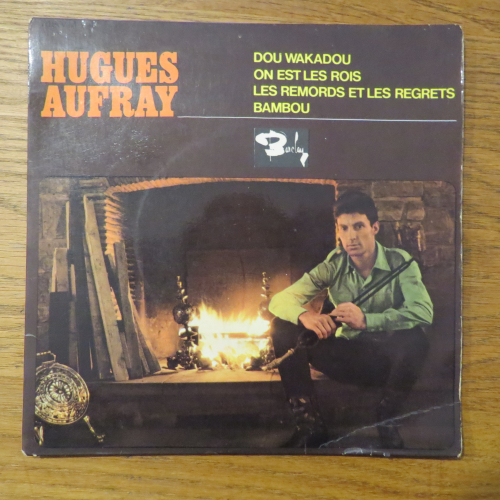 HUGUES
AUFRAY
DOU WAKADOU
ON EST LES ROIS
LES REMORDS ET LES REGRETS
BAMBOU
Barclay